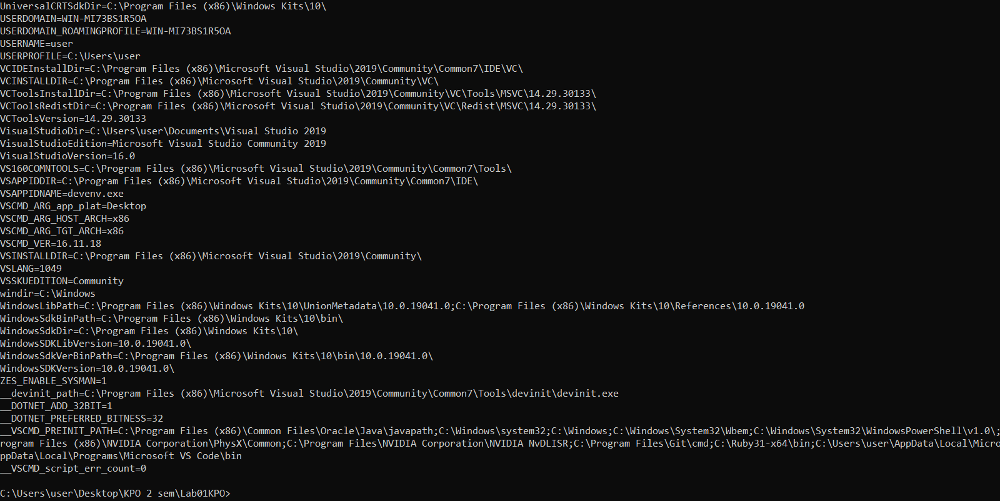 UniversalCRTSdkDir=C:\Program Files (x86)\Windows Kits\10\
USERDOMAIN=WIN-MI73BS1R5OA
USERDOMAIN_ROAMINGPROFILE=WIN-MI73BS1R5OA
USERNAME=user
USERPROFILE=C:\Users\user
VCIDEInstallDir=C:\Program Files (x86)\Microsoft Visual Studio\2019\Community\Common7\IDE\VC\
VCINSTALLDIR=C:\Program Files (x86)\Microsoft Visual Studio\2019\Community\VC\
VCToolsInstallDir=C:\Program Files (x86)\Microsoft Visual Studio\2019\Community\VC\Tools\MSVC\14.29.30133\
VCToolsRedistDir=C:\Program Files (x86)\Microsoft Visual Studio\2019\Community\VC\Redist\MSVC\14.29.30133\
VCToolsVersion=14.29.30133
VisualStudioDir=C:\Users\user\Documents\Visual Studio 2019
VisualStudioEdition=Microsoft Visual Studio Community 2019
VisualStudioVersion=16.0
VS160COMNTOOLS=C:\Program Files (x86)\Microsoft Visual Studio\2019\Community\Common7\Tools\
VSAPPIDDIR=C:\Program Files (x86)\Microsoft Visual Studio\2019\Community\Common7\IDE\
VSAPPIDNAME=devenv.exe
VSCMD_ARG_app_plat=Desktop
VSCMD_ARG_HOST_ARCH=x86
VSCMD_ARG_TGT_ARCH=x86
VSCMD_VER=16.11.18
VSINSTALLDIR=C:\Program Files (x86)\Microsoft Visual Studio\2019\Community\
VSLANG=1049
VSSKUEDITION=Community
windir=C:\Windows
WindowsLibPath=C:\Program Files (x86)\Windows Kits\10\UnionMetadata\10.0.19041.0;C:\Program Files (x86)\Windows Kits\10\References\10.0.19041.0
WindowsSdkBinPath=C:\Program Files (x86)\Windows Kits\10\bin\
WindowsSdkDir=C:\Program Files (x86)\Windows Kits\10\
WindowsSDKLibVersion=10.0.19041.0\
WindowsSdkVerBinPath=C:\Program Files (x86)\Windows Kits\10\bin\10.0.19041.0\
WindowsSDKVersion=10.0.19041.0\
ZES_ENABLE_SYSMAN=1
__devinit_path=C:\Program Files (x86)\Microsoft Visual Studio\2019\Community\Common7\Tools\devinit\devinit.exe
__DOTNET_ADD_32BIT=1
__DOTNET_PREFERRED_BITNESS=32
__VSCMD_PREINIT_PATH=C:\Program Files (x86)\Common Files\Oracle\Java\javapath;C:\Windows\system32;C:\Windows;C:\Windows\System32\Wbem;C:\Windows\System32\WindowsPowerShell\v1.0\;
rogram Files (x86)\NVIDIA Corporation\PhysX\Common;C:\Program Files\NVIDIA Corporation\NVIDIA NvDLISR;C:\Program Files\Git\cmd;C:\Ruby31-x64\bin;C:\Users\user\AppData\Local\Micro
ppData\Local\Programs\Microsoft VS Code\bin
__VSCMD_script_err_count=0
C:\Users\user\Desktop\KPO 2 sem\Lab01KPO>